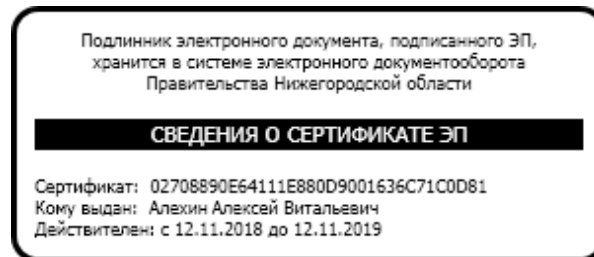 Подлинник электронного документа, подписанного ЭП,
хранится в системе электронного документооборота
Правительства Нижегородской области
СВЕДЕНИЯ О СЕРТИФИКАТЕ ЭП
Сертификат: 02708890E64111E880D9001636C71C0D81
Кому выдан: Алехин Алексей Витальевич
Действителен: с 12.11.2018 до 12.11.2019